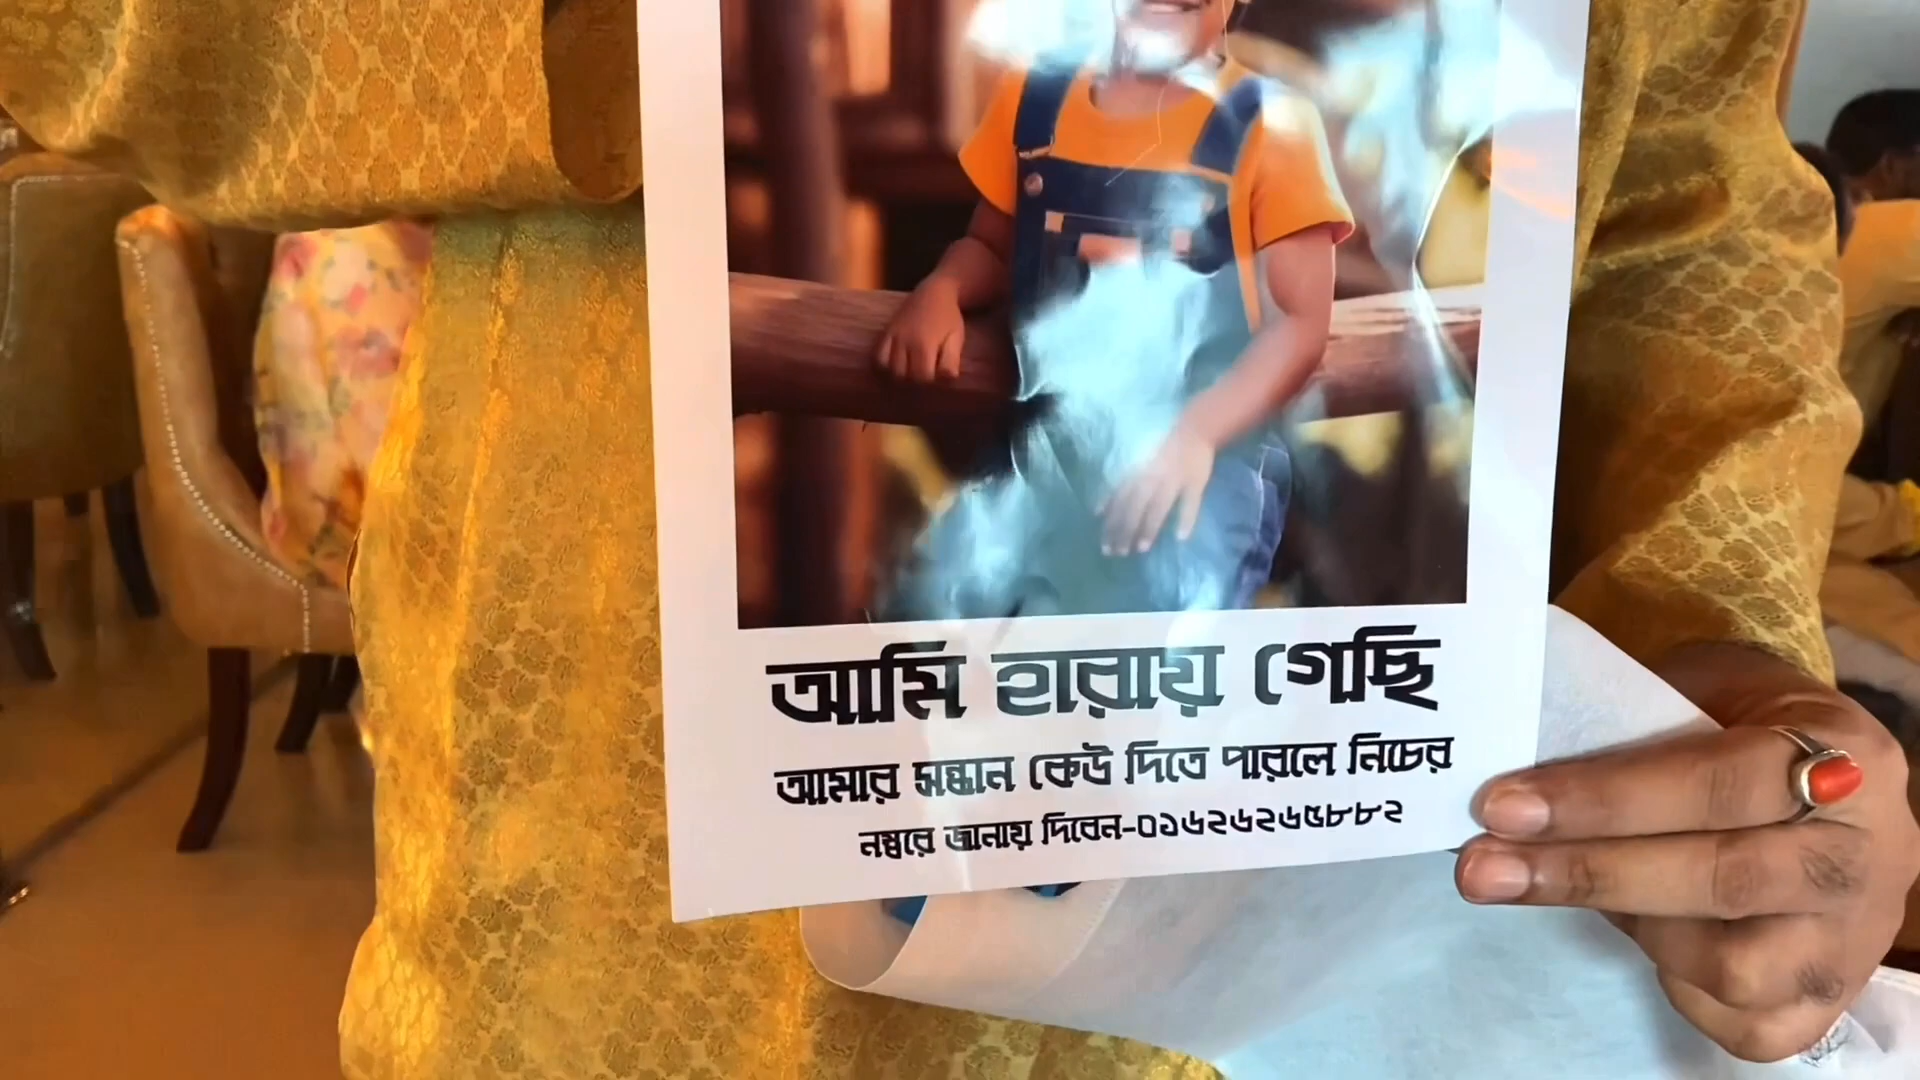 আমি হারায় গেছি
আমার সন্ধান কেউ দিতে পারলে নিচের
নম্বরে জানায় দিবেন-০১৬২৬২৬৫৮৮২